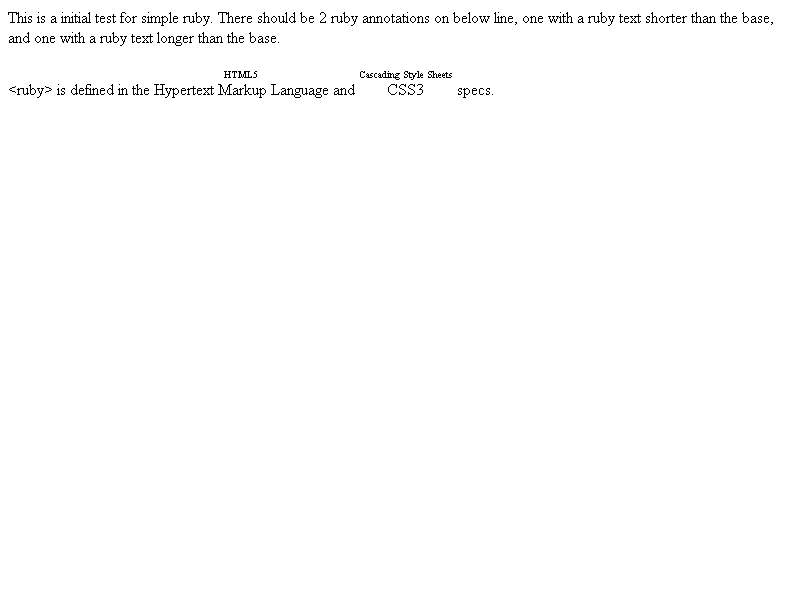 This is a initial test for simple ruby. There should be 2 ruby annotations on below line, one with a ruby text shorter than the base,
and one with a ruby text longer than the base.
HTML5 Cascading Style Sheets
<ruby> is defined in the Hypertext Markup Language and CSS3 specs.